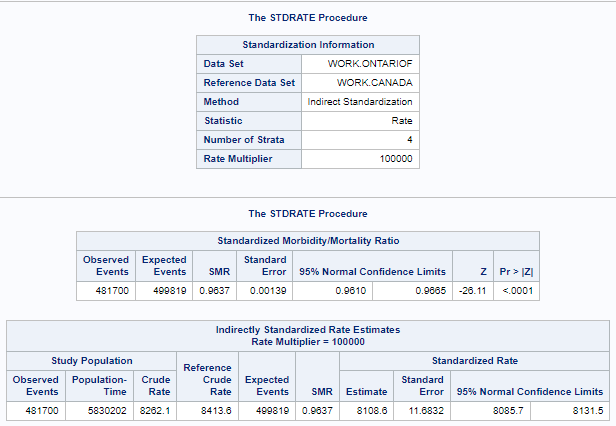 The STDRATE Procedure
Standardization Information
Data Set WORK.ONTARIOF
Reference Data Set WORK.CANADA
Method Indirect Standardization
Statistic Rate
Number of Strata 4
Rate Multiplier 100000
The STDRATE Procedure
Standardized Morbidity/Mortality Ratio
Observed Events Expected Events SMR Standard Error 95% Normal Confidence Limits Z Pr > |Z|
481700 499819 0.9637 0.00139 0.9610 0.9665 -26.11 <.0001
Indirectly Standardized Rate Estimates
Rate Multiplier = 100000
Study Population Reference Crude Rate Expected Events SMR Standardized Rate
Observed Events Population-Time Crude Rate Estimate Standard Error 95% Normal Confidence Limits
481700 5830202 8262.1 8413.6 499819 0.9637 8108.6 11.6832 8085.7 8131.5